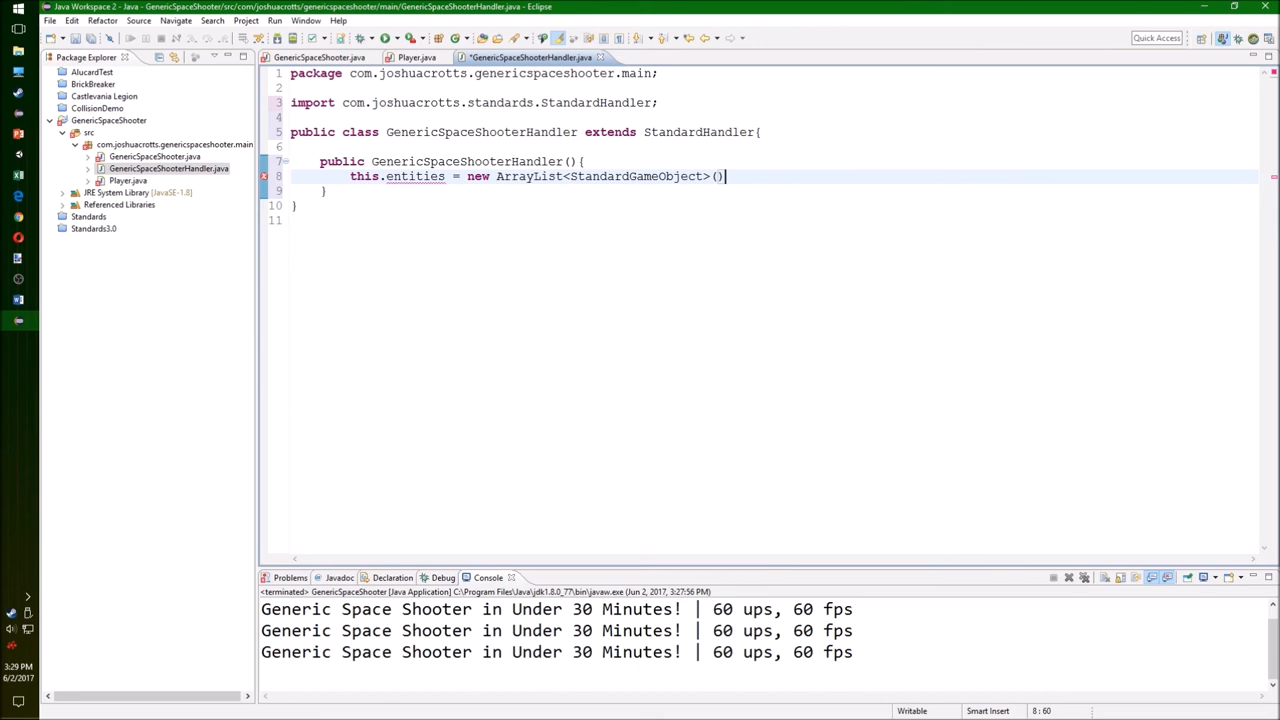 Java Workspace 2 - Java - GenericSpaceShooter/src/com/joshuacrotts/genericspaceshooter/main/GenericSpaceShooterHandler.java - Eclipse
File Edit Refactor Source Navigate Search Project Run Window Help
Quick Access
Package Explorer
GenericSpaceShooter.java
Player.java
*GenericSpaceShooterHandler.java
AlucardTest
BrickBreaker
Castlevania Legion
CollisionDemo
GenericSpaceShooter
src
com.joshuacrotts.genericspaceshooter.main
GenericSpaceShooter.java
GenericSpaceShooterHandler.java
Player.java
JRE System Library [JavaSE-1.8]
Referenced Libraries
Standards
Standards3.0
1 package com.joshuacrotts.genericspaceshooter.main;
2
3 import com.joshuacrotts.standards.StandardHandler;
4
5 public class GenericSpaceShooterHandler extends StandardHandler{
6
7 public GenericSpaceShooterHandler(){
8 this.entities = new ArrayList<StandardGameObject>()
9 }
10 }
11
Problems Javadoc Declaration Debug Console
<terminated> GenericSpaceShooter [Java Application] C:\Program Files\Java\jdk1.8.0_77\bin\javaw.exe (Jun 2, 2017, 3:27:56 PM)
Generic Space Shooter in Under 30 Minutes! | 60 ups, 60 fps
Generic Space Shooter in Under 30 Minutes! | 60 ups, 60 fps
Generic Space Shooter in Under 30 Minutes! | 60 ups, 60 fps
3:29 PM
6/2/2017
Writable Smart Insert 8 : 60